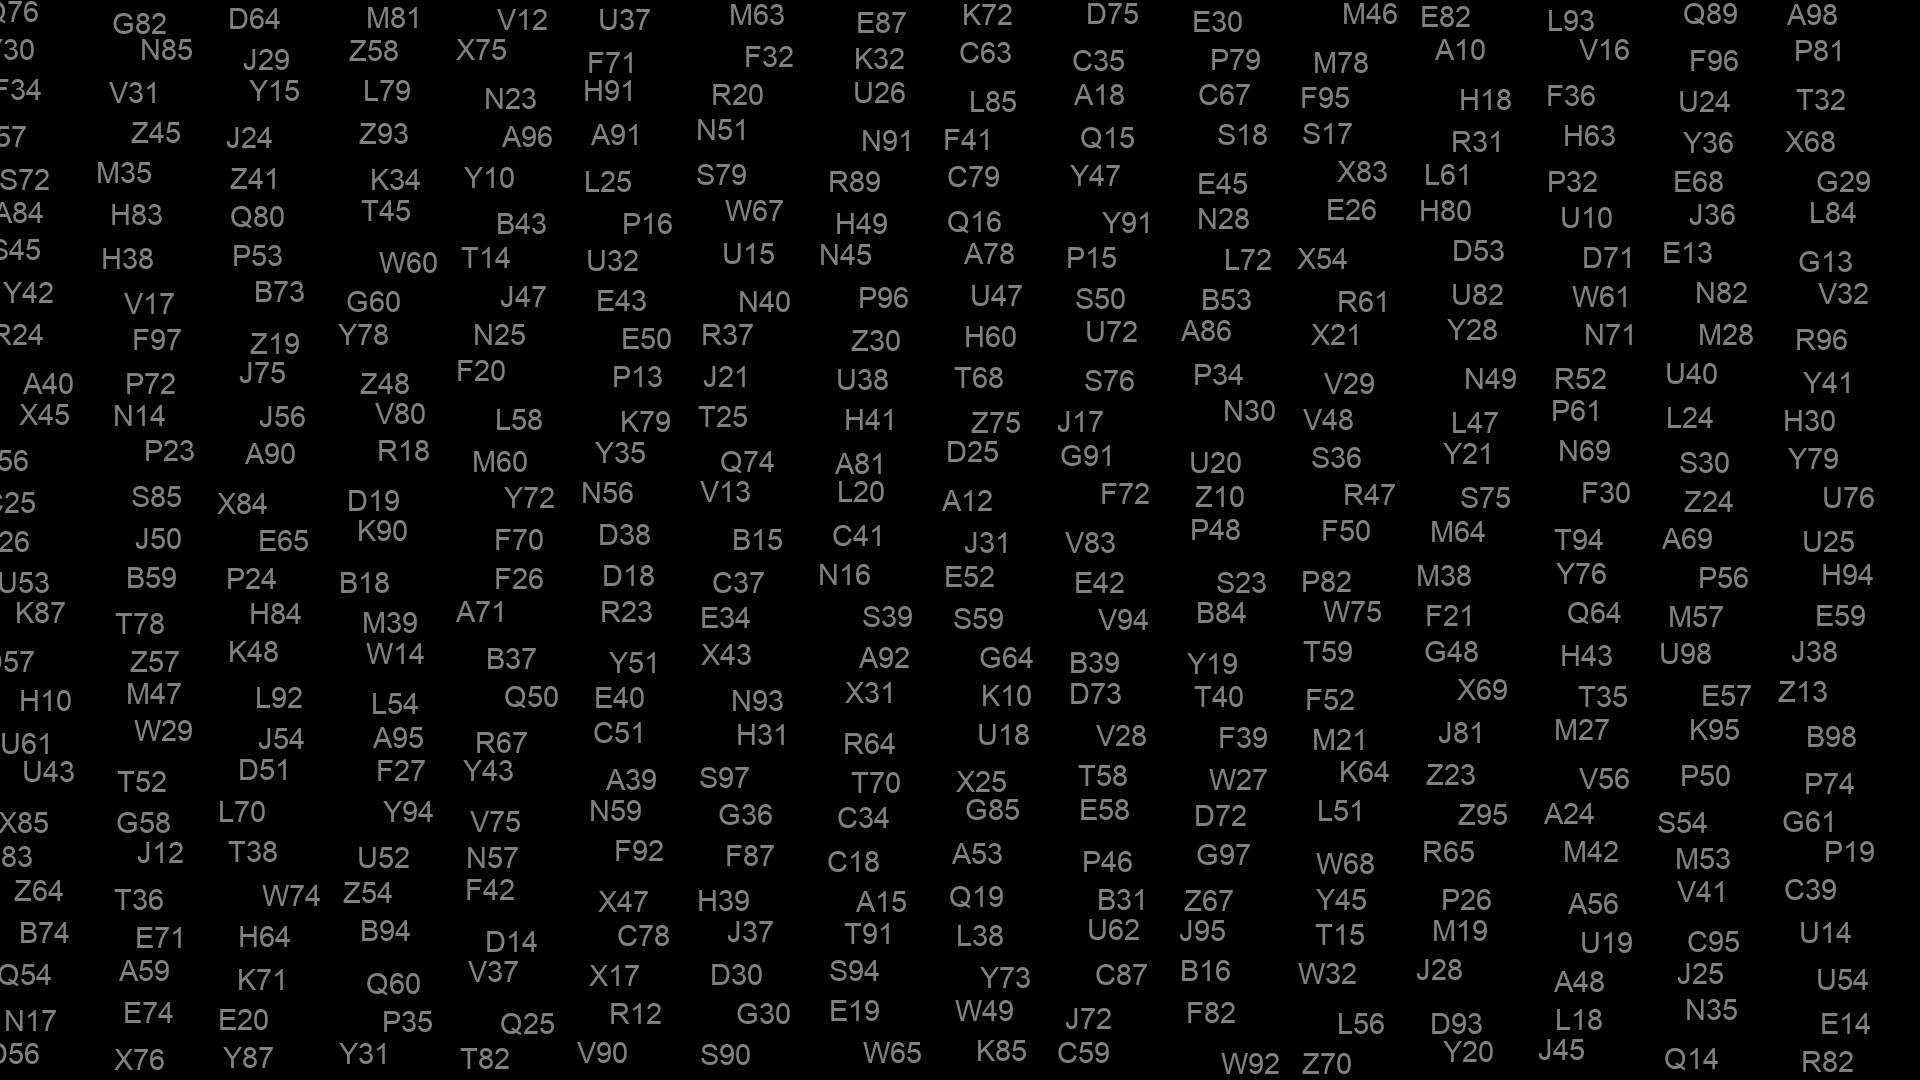 G82 D64 M81 V12 U37 M63 E87 K72 D75 E30 M46 E82 L93 Q89 A98
N85 J29 Z58 X75 F71 F32 K32 C63 C35 P79 M78 A10 V16 F96 P81
F34 V31 Y15 L79 N23 H91 R20 U26 L85 A18 C67 F95 H18 F36 U24 T32
57 Z45 J24 Z93 A96 A91 N51 N91 F41 Q15 S18 S17 R31 H63 Y36 X68
S72 M35 Z41 K34 Y10 L25 S79 R89 C79 Y47 E45 X83 L61 P32 E68 G29
A84 H83 Q80 T45 B43 P16 W67 H49 Q16 Y91 N28 E26 H80 U10 J36 L84
S45 H38 P53 W60 T14 U32 U15 N45 A78 P15 L72 X54 D53 D71 E13 G13
Y42 V17 B73 G60 J47 E43 N40 P96 U47 S50 B53 R61 U82 W61 N82 V32
R24 F97 Z19 Y78 N25 E50 R37 Z30 H60 U72 A86 X21 Y28 N71 M28 R96
A40 P72 J75 Z48 F20 P13 J21 U38 T68 S76 P34 V29 N49 R52 U40 Y41
X45 N14 J56 V80 L58 K79 T25 H41 Z75 J17 N30 V48 L47 P61 L24 H30
56 P23 A90 R18 M60 Y35 Q74 A81 D25 G91 U20 S36 Y21 N69 S30 Y79
C25 S85 X84 D19 Y72 N56 V13 L20 A12 F72 Z10 R47 S75 F30 Z24 U76
26 J50 E65 K90 F70 D38 B15 C41 J31 V83 P48 F50 M64 T94 A69 U25
U53 B59 P24 B18 F26 D18 C37 N16 E52 E42 S23 P82 M38 Y76 P56 H94
K87 T78 H84 M39 A71 R23 E34 S39 S59 V94 B84 W75 F21 Q64 M57 E59
57 Z57 K48 W14 B37 Y51 X43 A92 G64 B39 Y19 T59 G48 H43 U98 J38
H10 M47 L92 L54 Q50 E40 N93 X31 K10 D73 T40 F52 X69 T35 E57 Z13
U61 W29 J54 A95 R67 C51 H31 R64 U18 V28 F39 M21 J81 M27 K95 B98
U43 T52 D51 F27 Y43 A39 S97 T70 X25 T58 W27 K64 Z23 V56 P50 P74
X85 G58 L70 Y94 V75 N59 G36 C34 G85 E58 D72 L51 Z95 A24 S54 G61
83 J12 T38 U52 N57 F92 F87 C18 A53 P46 G97 W68 R65 M42 M53 P19
Z64 T36 W74 Z54 F42 X47 H39 A15 Q19 B31 Z67 Y45 P26 A56 V41 C39
B74 E71 H64 B94 D14 C78 J37 T91 L38 U62 J95 T15 M19 U19 C95 U14
Q54 A59 K71 Q60 V37 X17 D30 S94 Y73 C87 B16 W32 J28 A48 J25 U54
N17 E74 E20 P35 Q25 R12 G30 E19 W49 J72 F82 L56 D93 L18 N35 E14
X76 Y87 Y31 T82 V90 S90 W65 K85 C59 W92 Z70 Y20 J45 Q14 R82